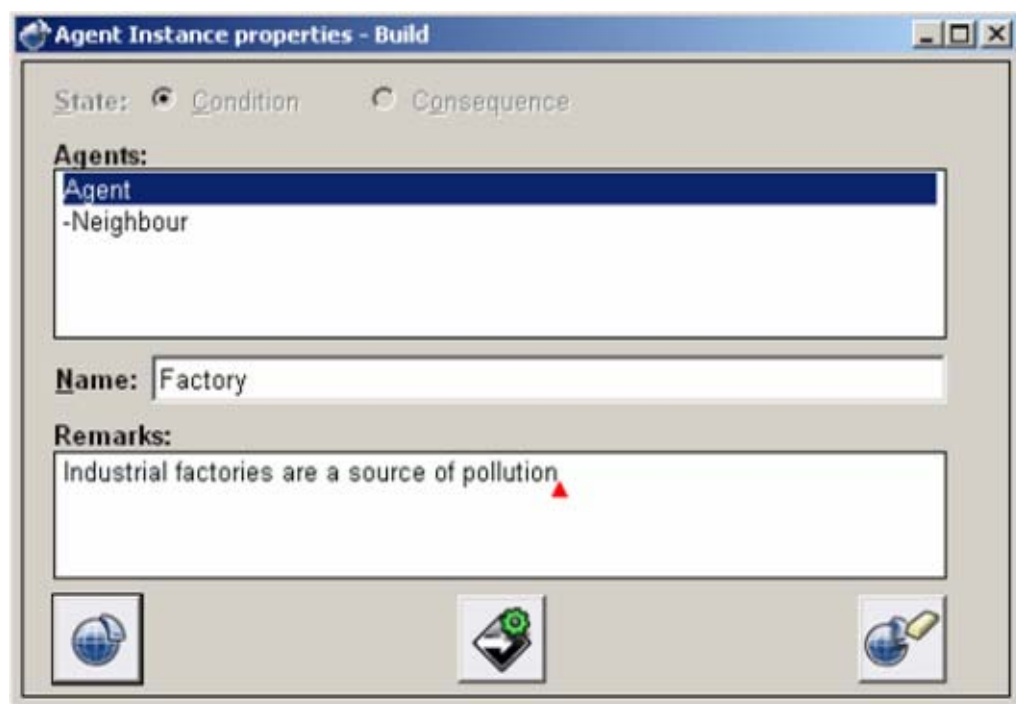 Agent Instance properties - Build
State: Condition Consequence
Agents:
Agent
-Neighbour
Name: Factory
Remarks:
Industrial factories are a source of pollution